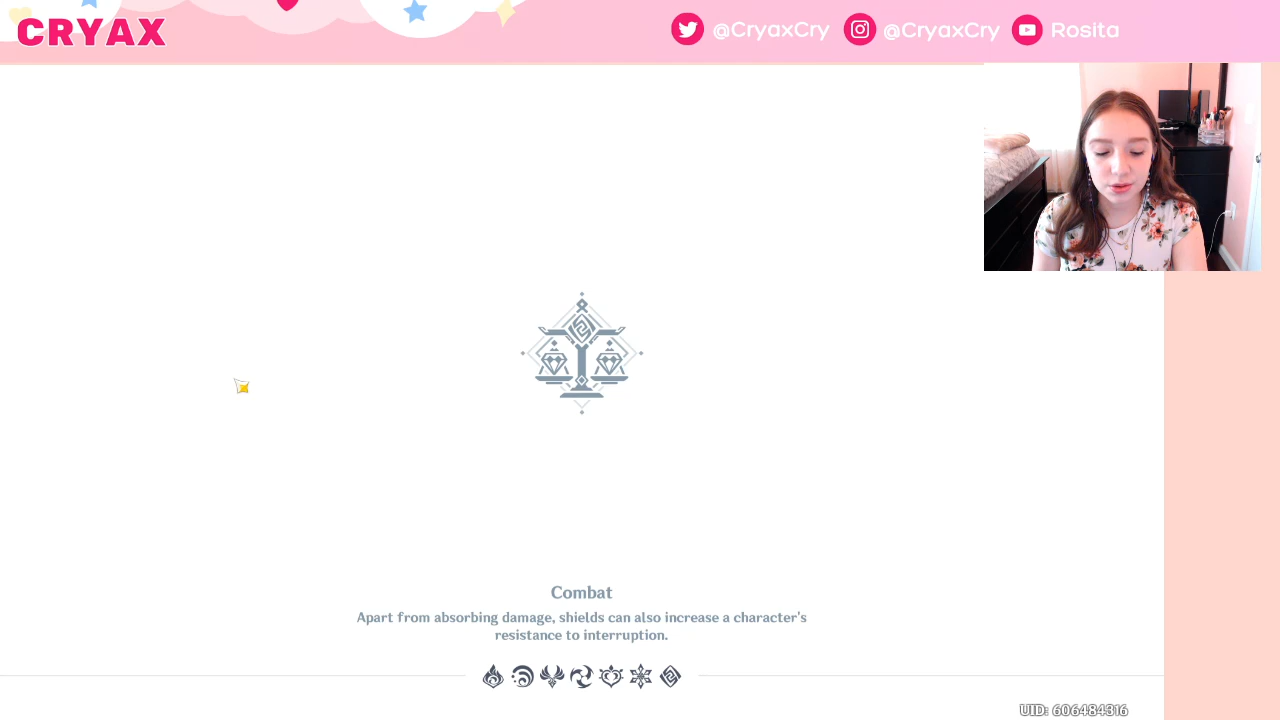 CRYAX
@CryaxCry
@CryaxCry
Rosita
Combat
Apart from absorbing damage, shields can also increase a character's
resistance to interruption.
UID: 606484316